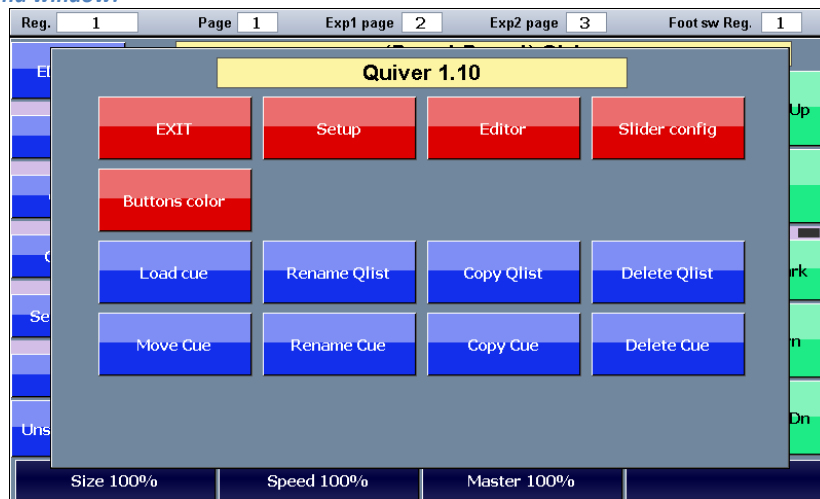 Reg. 1 Page 1 Exp1 page 2 Exp2 page 3 Foot sw Reg. 1
Quiver 1.10
EXIT Setup Editor Slider config
Up
Buttons color
Load cue Rename Qlist Copy Qlist Delete Qlist
Move Cue Rename Cue Copy Cue Delete Cue
Size 100% Speed 100% Master 100%